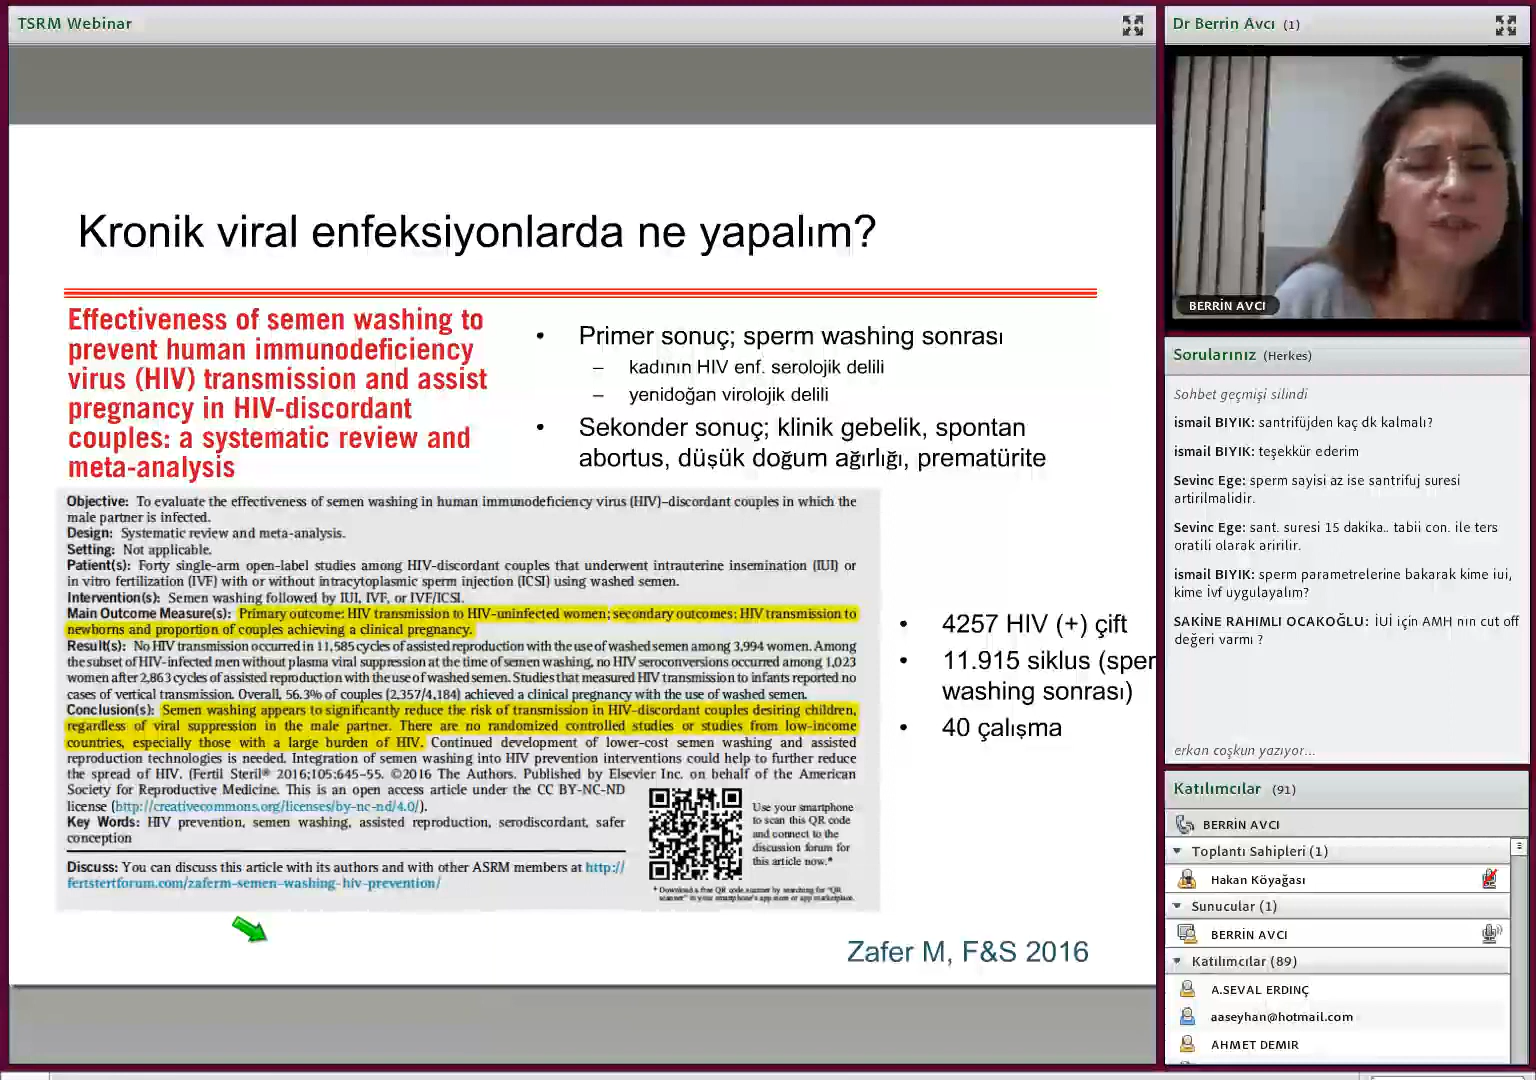 TSRM Webinar
Kronik viral enfeksiyonlarda ne yapalım?
Effectiveness of semen washing to
prevent human immunodeficiency
virus (HIV) transmission and assist
pregnancy in HIV-discordant
couples: a systematic review and
meta-analysis
• Primer sonuç; sperm washing sonrası
– kadının HIV enf. serolojik delili
– yenidoğan virolojik delili
• Sekonder sonuç; klinik gebelik, spontan
abortus, düşük doğum ağırlığı, prematürite
Objective: To evaluate the effectiveness of semen washing in human immunodeficiency virus (HIV)–discordant couples in which the
male partner is infected.
Design: Systematic review and meta-analysis.
Setting: Not applicable.
Patient(s): Forty single-arm open-label studies among HIV-discordant couples that underwent intrauterine insemination (IUI) or
in vitro fertilization (IVF) with or without intracytoplasmic sperm injection (ICSI) using washed semen.
Intervention(s): Semen washing followed by IUI, IVF, or IVF/ICSI.
Main Outcome Measure(s): Primary outcome: HIV transmission to HIV-uninfected women; secondary outcomes: HIV transmission to
newborns and proportion of couples achieving a clinical pregnancy.
Result(s): No HIV transmission occurred in 11,585 cycles of assisted reproduction with the use of washed semen among 3,994 women. Among
the subset of HIV-infected men without plasma viral suppression at the time of semen washing, no HIV seroconversions occurred among 1,023
women after 2,863 cycles of assisted reproduction with the use of washed semen. Studies that measured HIV transmission to infants reported no
cases of vertical transmission. Overall, 56.3% of couples (2,357/4,184) achieved a clinical pregnancy with the use of washed semen.
Conclusion(s): Semen washing appears to significantly reduce the risk of transmission in HIV-discordant couples desiring children,
regardless of viral suppression in the male partner. There are no randomized controlled studies or studies from low-income
countries, especially those with a large burden of HIV. Continued development of lower-cost semen washing and assisted
reproduction technologies is needed. Integration of semen washing into HIV prevention interventions could help to further reduce
the spread of HIV. (Fertil Steril® 2016;105:645–55. ©2016 The Authors. Published by Elsevier Inc. on behalf of the American
Society for Reproductive Medicine. This is an open access article under the CC BY-NC-ND
license (http://creativecommons.org/licenses/by-nc-nd/4.0/).
Key Words: HIV prevention, semen washing, assisted reproduction, serodiscordant, safer
conception
Discuss: You can discuss this article with its authors and with other ASRM members at http://
fertstertforum.com/zaferm-semen-washing-hiv-prevention/
Use your smartphone
to scan this QR code
and connect to the
discussion forum for
this article now.*
* Download a free QR code scanner by searching for "QR
scanner" in your smartphone's app store or app marketplace.
• 4257 HIV (+) çift
• 11.915 siklus (sper
washing sonrası)
• 40 çalışma
Zafer M, F&S 2016
Dr Berrin Avcı (1)
BERRİN AVCI
Sorularınız (Herkes)
Sohbet geçmişi silindi
ismail BIYIK: santrifüjden kaç dk kalmalı?
ismail BIYIK: teşekkür ederim
Sevinc Ege: sperm sayisi az ise santrifuj suresi
artirilmalidir.
Sevinc Ege: sant. suresi 15 dakika.. tabii con. ile ters
oratili olarak aririlir.
ismail BIYIK: sperm parametrelerine bakarak kime iui,
kime ivf uygulayalım?
SAKİNE RAHIMLI OCAKOĞLU: IUI için AMH nın cut off
değeri varmı ?
erkan coşkun yazıyor...
Katılımcılar (91)
BERRİN AVCI
Toplantı Sahipleri (1)
Hakan Köyağası
Sunucular (1)
BERRİN AVCI
Katılımcılar (89)
A.SEVAL ERDINÇ
aaseyhan@hotmail.com
AHMET DEMIR